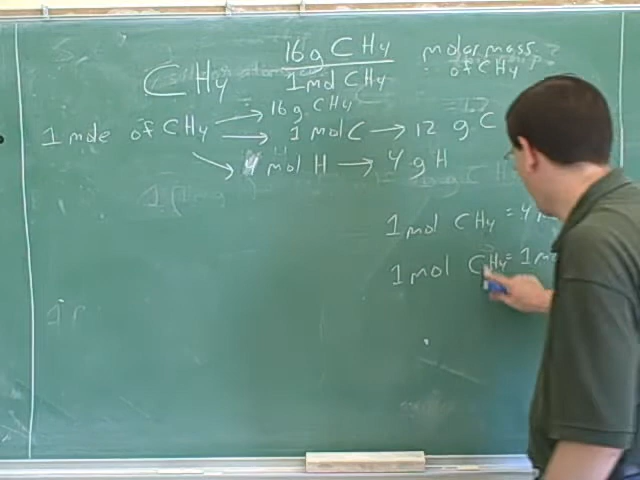 CH4
16 g CH4
1 mol CH4
molar mass
of CH4
16 g CH4
1 mole of CH4 → 1 mol C → 12 g C
4 mol H → 4 g H
1 mol CH4 = 4
1 mol CH4 = 1 m